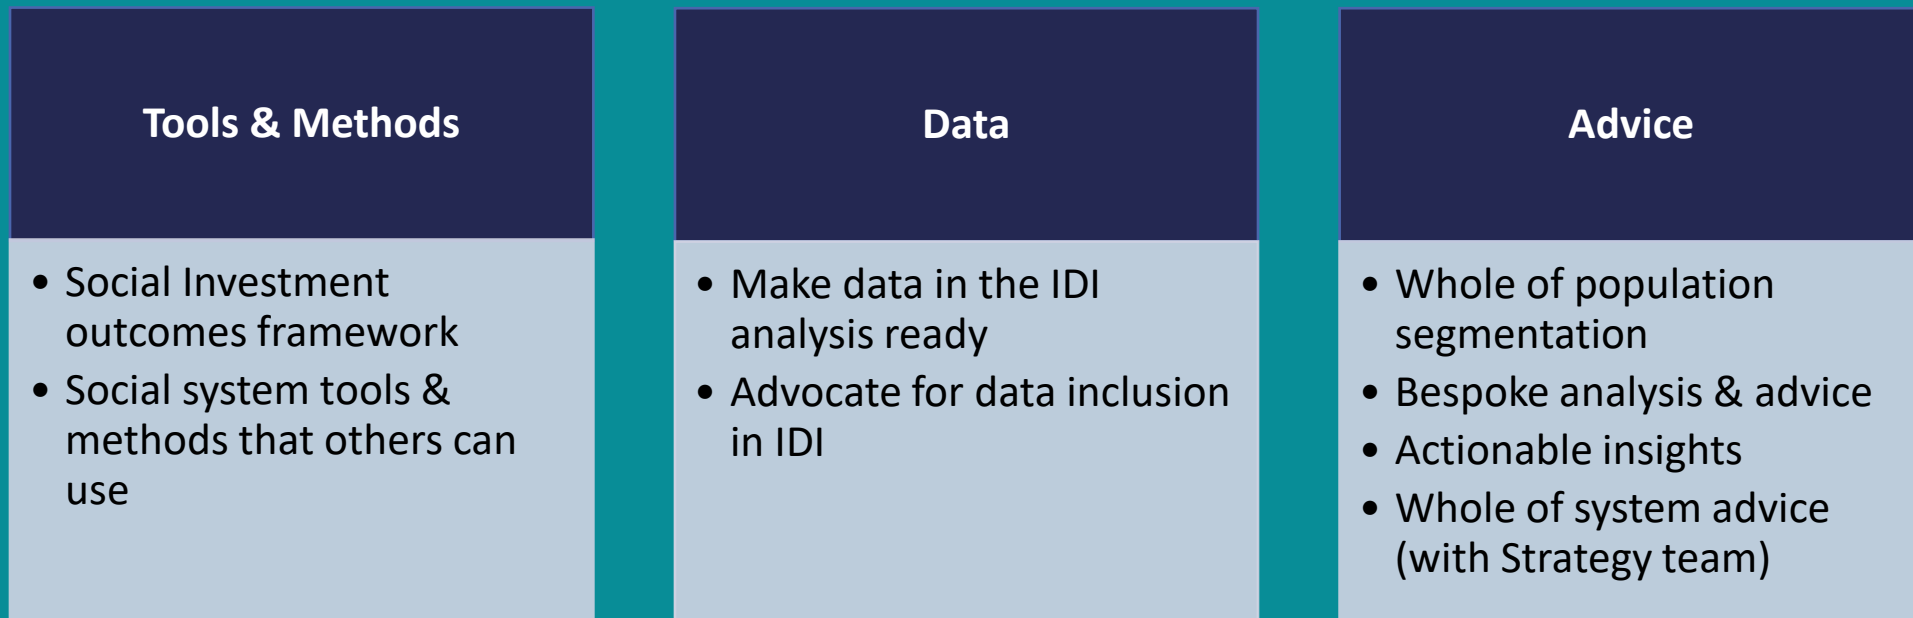 Tools & Methods
• Social Investment
outcomes framework
• Social system tools &
methods that others can
use
Data
• Make data in the IDI
analysis ready
• Advocate for data inclusion
in IDI
Advice
• Whole of population
segmentation
• Bespoke analysis & advice
• Actionable insights
• Whole of system advice
(with Strategy team)